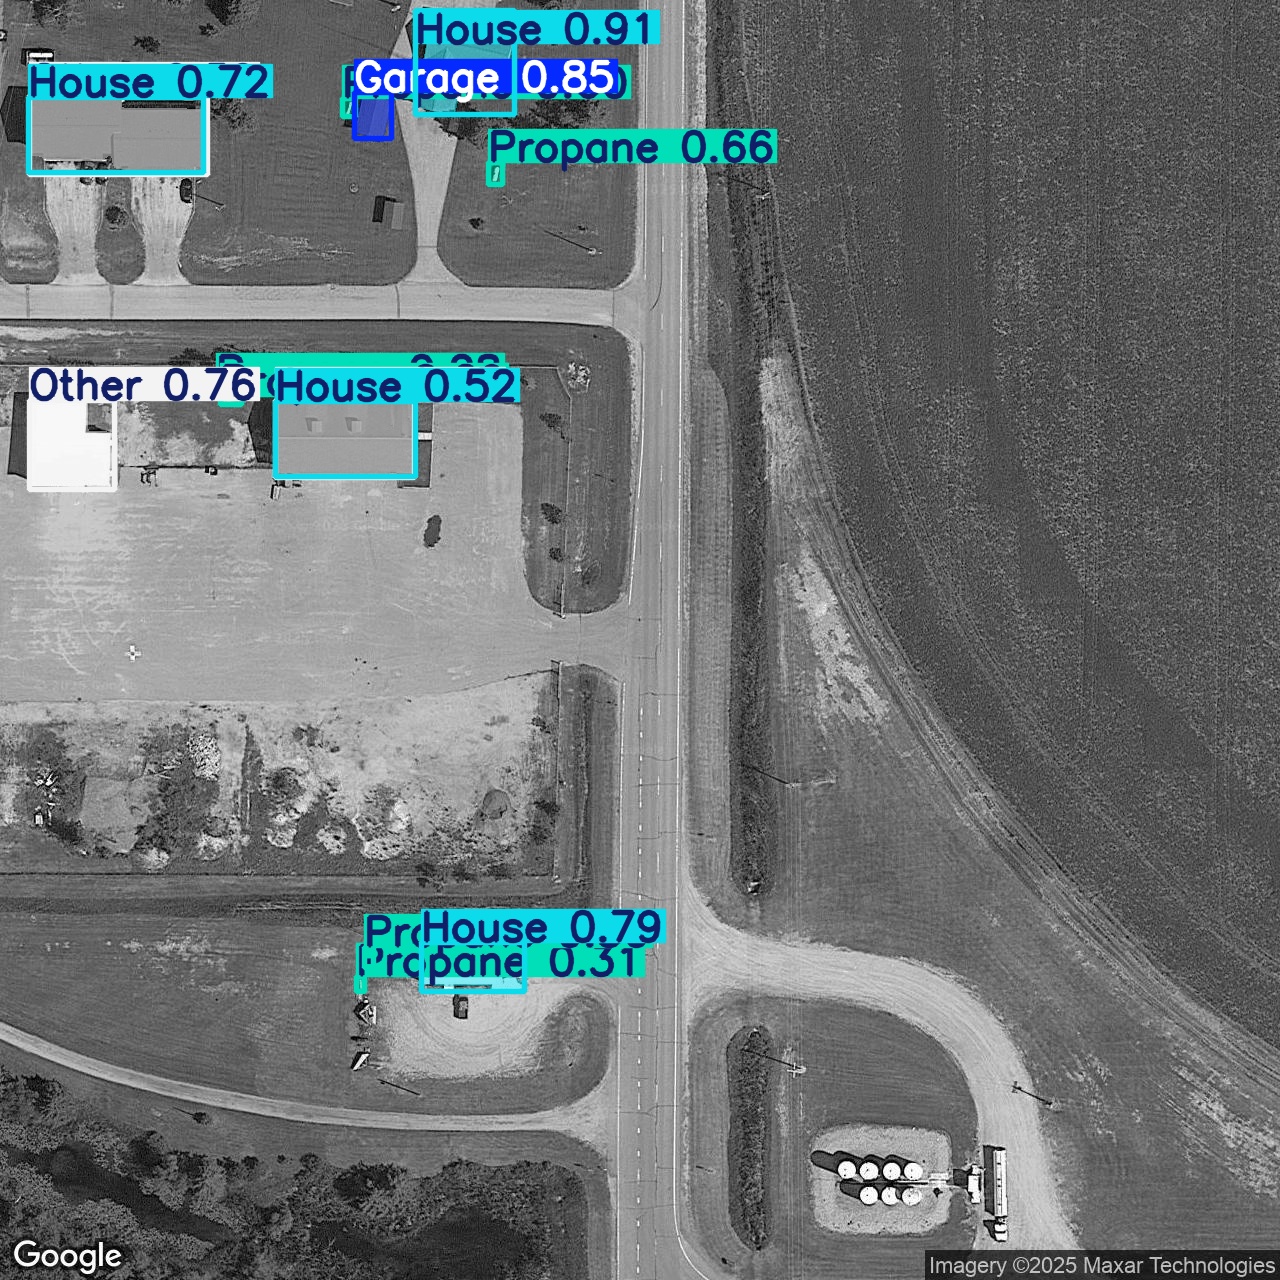 House 0.91
House 0.72
Garage 0.85
Propane 0.66
Other 0.76
House 0.52
House 0.79
Propane 0.31
Google
Imagery ©2025 Maxar Technologies